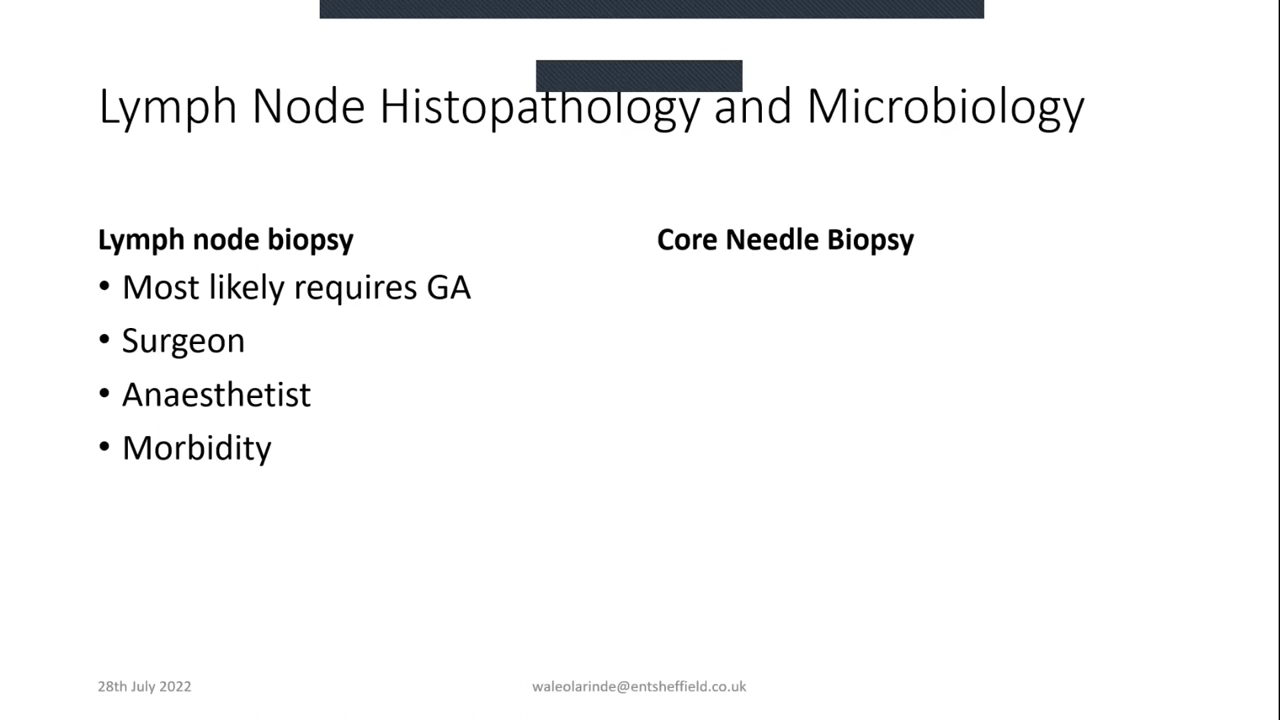 Lymph Node Histopathology and Microbiology
Lymph node biopsy
• Most likely requires GA
• Surgeon
• Anaesthetist
• Morbidity
Core Needle Biopsy
28th July 2022
waleolarinde@entsheffield.co.uk